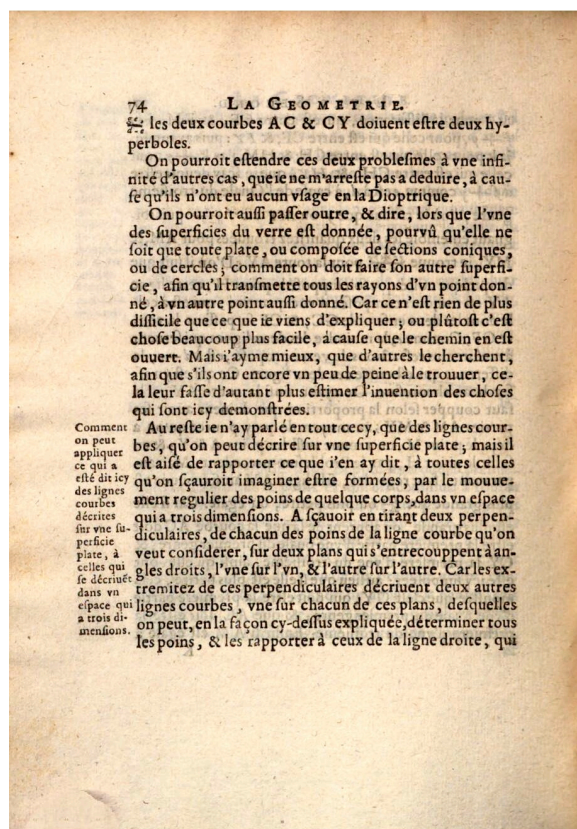 74 LA GEOMETRIE.
les deux courbes AC & CY doiuent estre deux hy-
perboles.
On pourroit estendre ces deux problesmes à vne infi-
nité d'autres cas, que ie ne m'arreste pas a deduire, à cau-
se qu'ils n'ont eu aucun vsage en la Dioptrique.
On pourroit aussi passer outre, & dire, lors que l'vne
des superficies du verre est donnée, pourvû qu'elle ne
soit que toute plate, ou composée de sections coniques,
ou de cercles; comment on doit faire son autre superfi-
cie, afin qu'il transmette tous les rayons d'vn point don-
né, à vn autre point aussi donné. Car ce n'est rien de plus
difficile que ce que ie viens d'expliquer; ou plûtost c'est
chose beaucoup plus facile, à cause que le chemin en est
ouuert. Mais i'ayme mieux, que d'autres le cherchent,
afin que s'ils ont encore vn peu de peine à le trouuer, ce-
la leur fasse d'autant plus estimer l'inuention des choses
qui sont icy demonstrées.
Comment
on peut
appliquer
ce qui a
esté dit icy
des lignes
courbes
décrites
sur vne su-
perficie
plate, à
celles qui
se décriuẽt
dans vn
espace qui
a trois di-
mensions.
Au reste ie n'ay parlé en tout cecy, que des lignes cour-
bes, qu'on peut décrire sur vne superficie plate; mais il
est aisé de rapporter ce que i'en ay dit, à toutes celles
qu'on sçauroit imaginer estre formées, par le mouue-
ment regulier des poins de quelque corps, dans vn espace
qui a trois dimensions. A sçauoir en tirant deux perpen-
diculaires, de chacun des poins de la ligne courbe qu'on
veut considerer, sur deux plans qui s'entrecouppent à an-
gles droits, l'vne sur l'vn, & l'autre sur l'autre. Car les ex-
tremitez de ces perpendiculaires décriuent deux autres
lignes courbes, vne sur chacun de ces plans, desquelles
on peut, en la façon cy-dessus expliquée, déterminer tous
les poins, & les rapporter à ceux de la ligne droite, qui